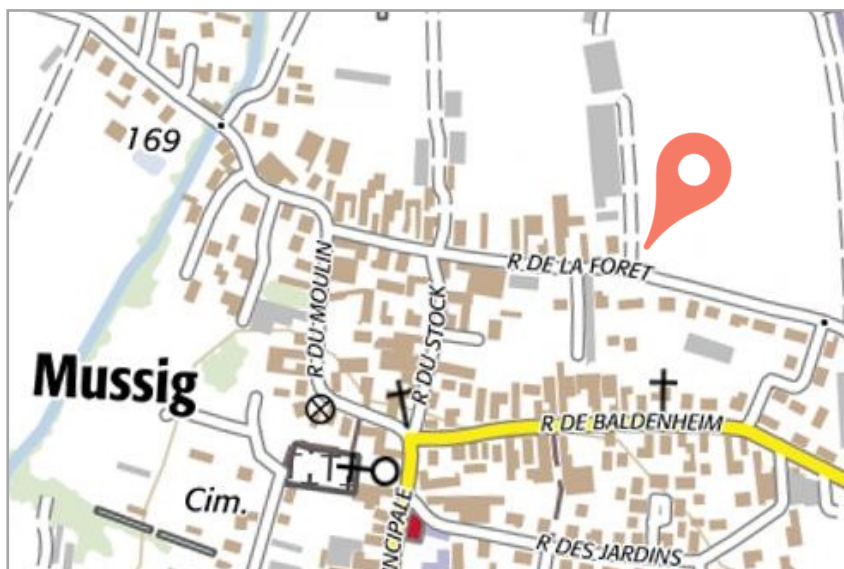 169
R DE LA FORET
R DU MOULIN
R DU STOCK
Mussig
R DE BALDENHEIM
Cim.
NCIPALE
R DES JARDINS